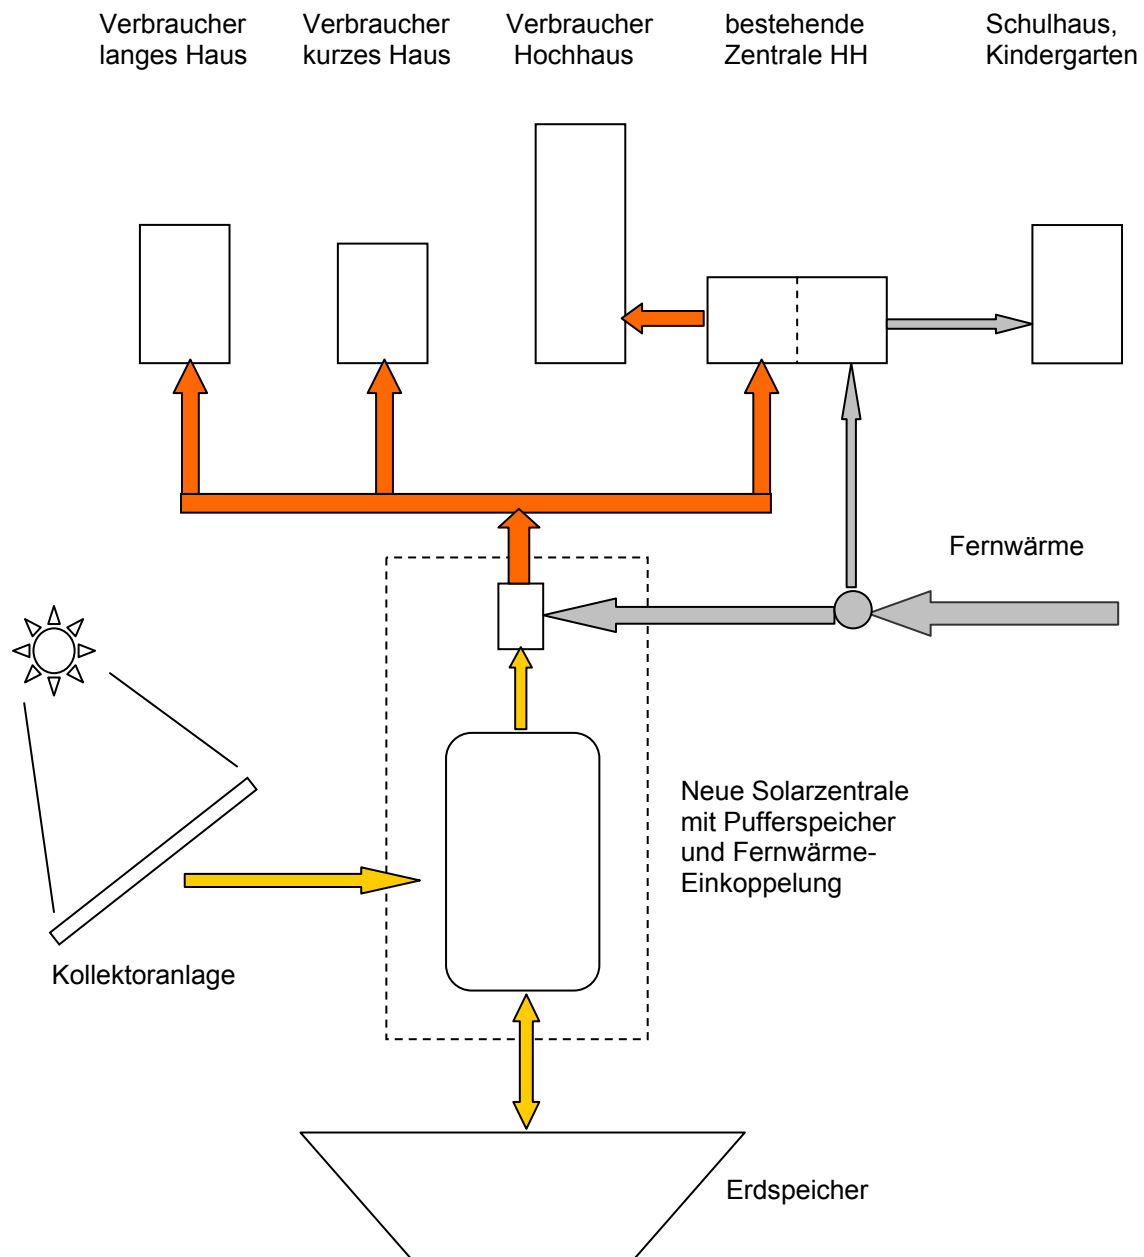 Verbraucher
langes Haus
Verbraucher
kurzes Haus
Verbraucher
Hochhaus
bestehende
Zentrale HH
Schulhaus,
Kindergarten
Fernwärme
Neue Solarzentrale
mit Pufferspeicher
und Fernwärme-
Einkoppelung
Kollektoranlage
Erdspeicher